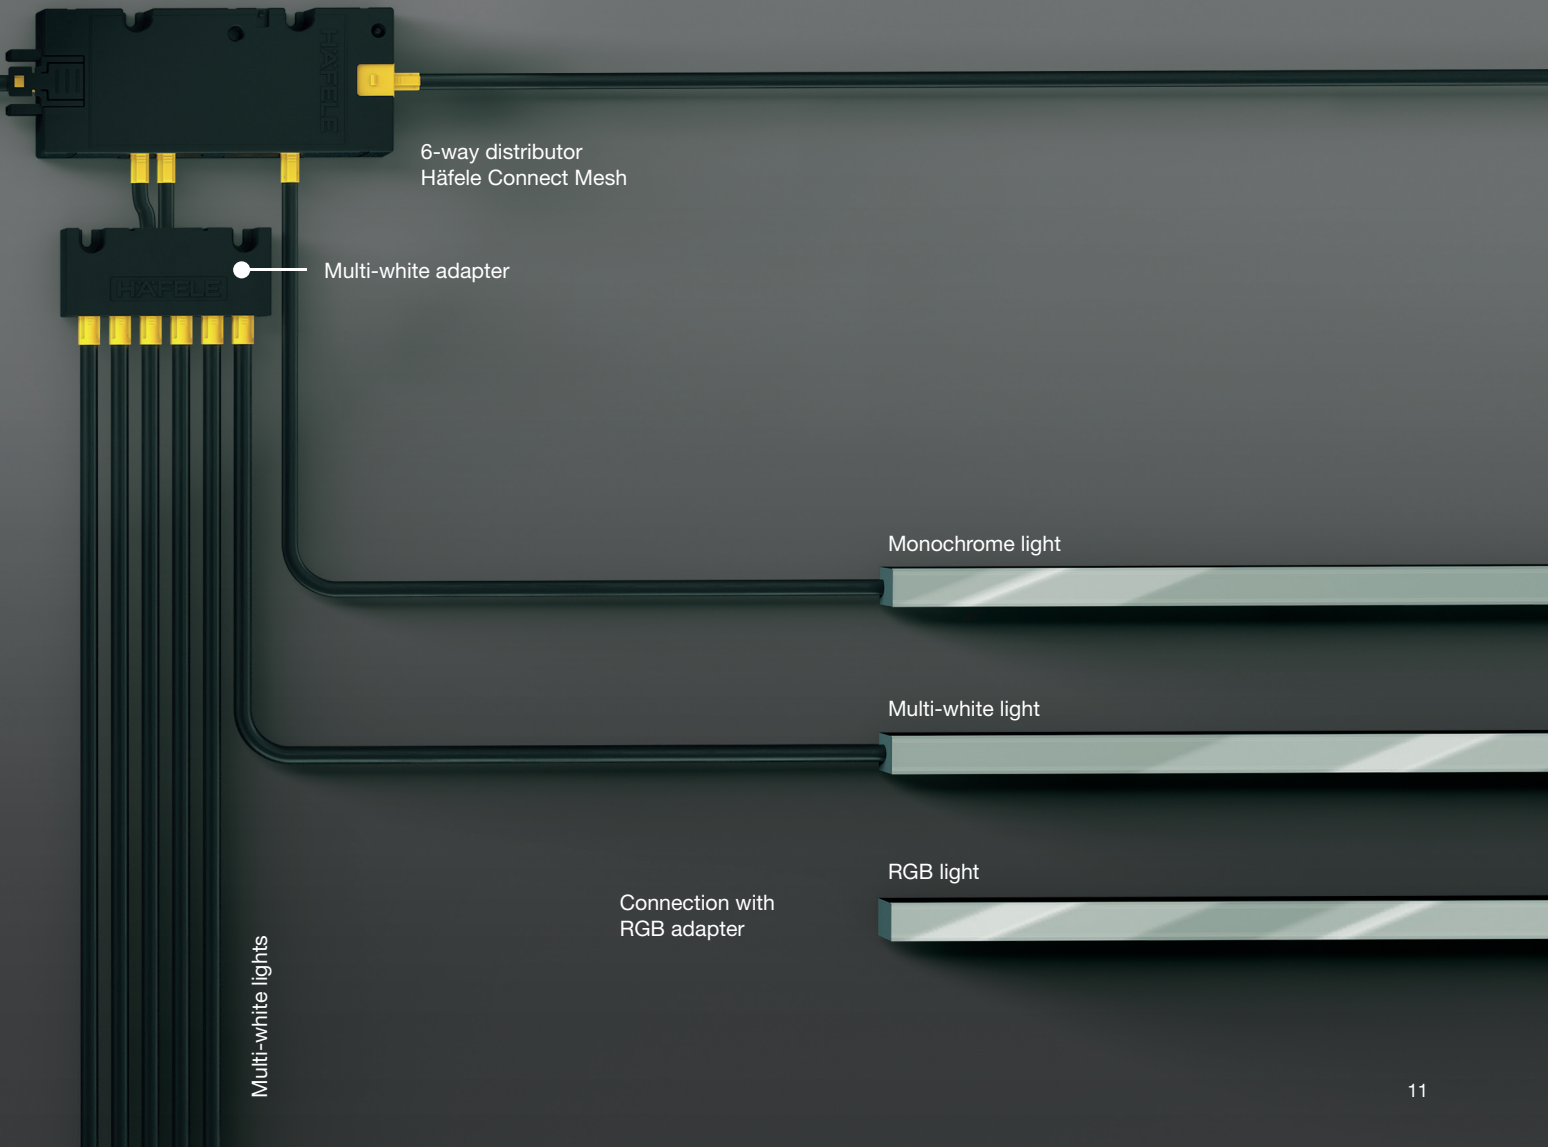 HÄFELE
6-way distributor
Häfele Connect Mesh
Multi-white adapter
HÄFELE
Monochrome light
Multi-white light
RGB light
Connection with
RGB adapter
Multi-white lights
11